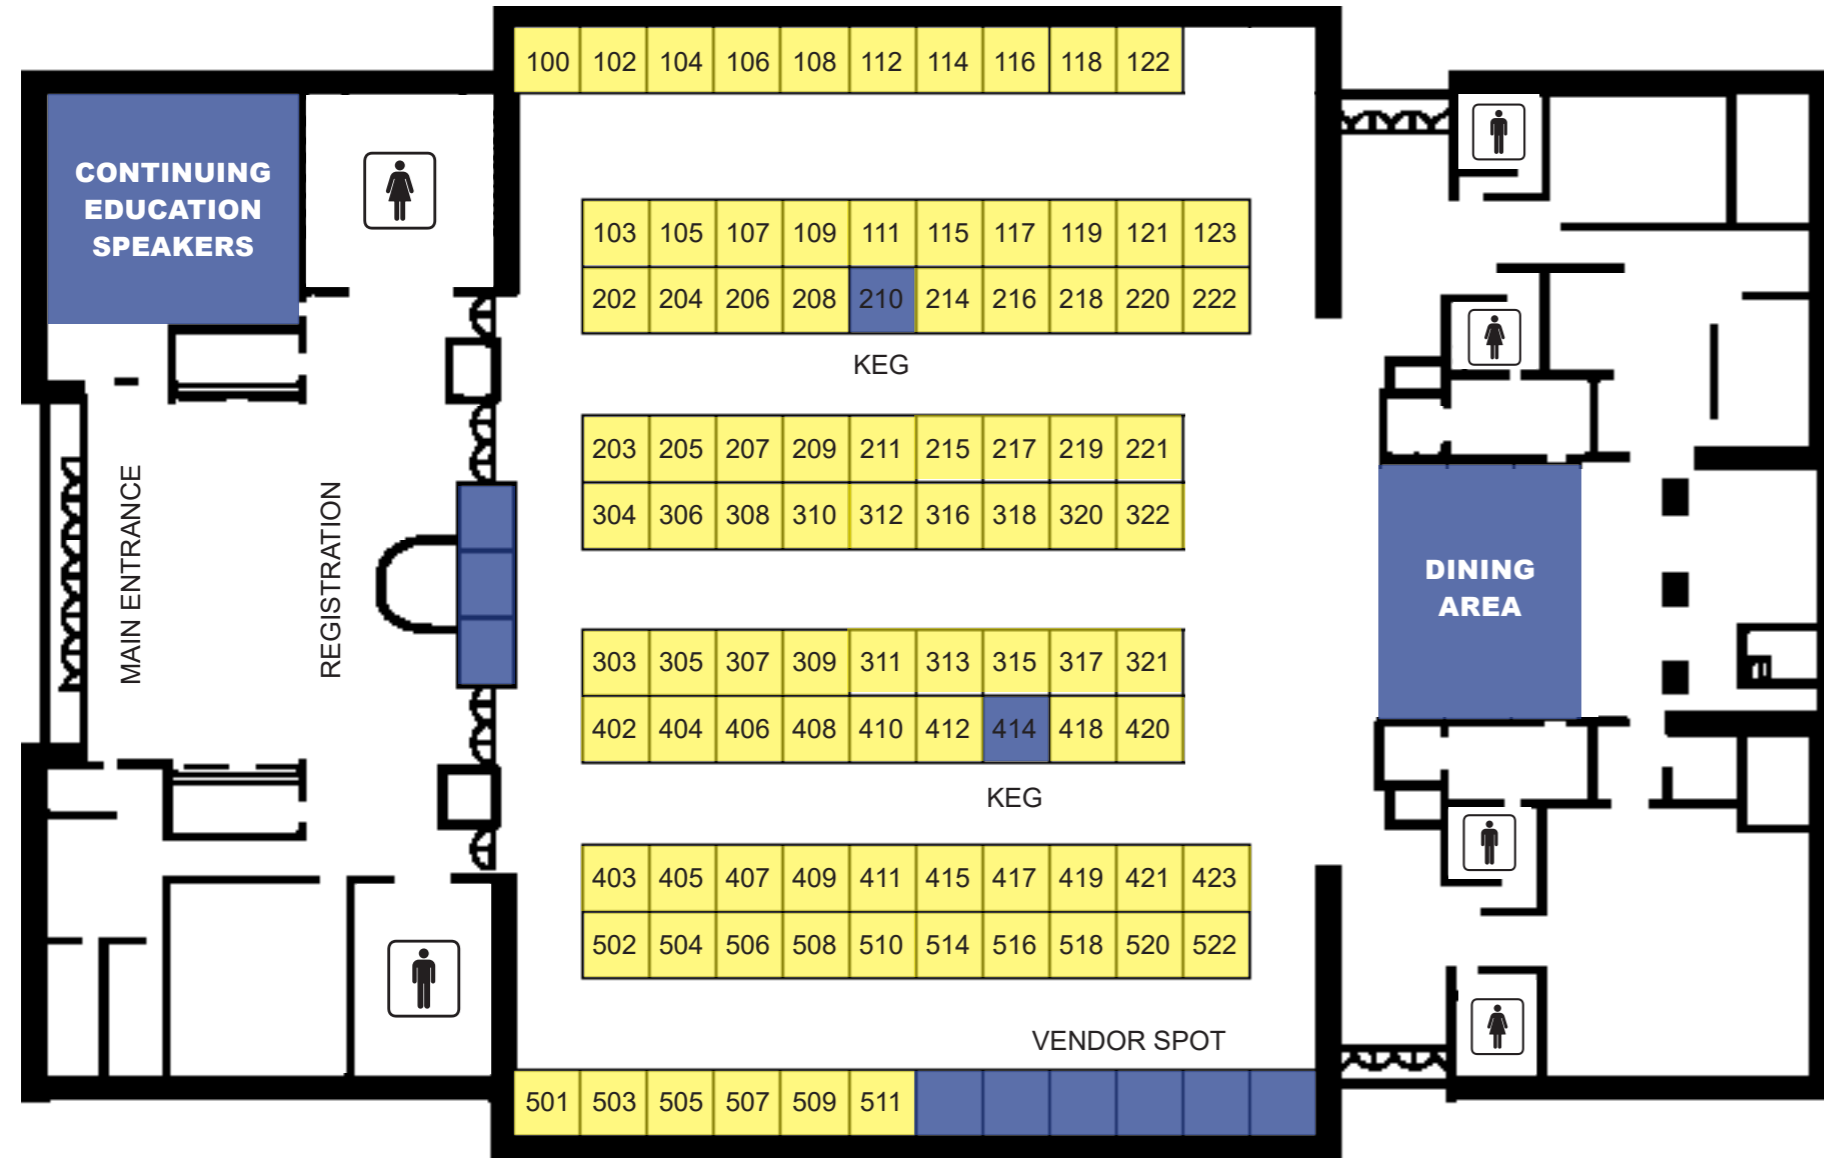 100 102 104 106 108 112 114 116 118 122
CONTINUING
EDUCATION
SPEAKERS
103 105 107 109 111 115 117 119 121 123
202 204 206 208 210 214 216 218 220 222
KEG
203 205 207 209 211 215 217 219 221
304 306 308 310 312 316 318 320 322
MAIN ENTRANCE
REGISTRATION
DINING
AREA
303 305 307 309 311 313 315 317 321
402 404 406 408 410 412 414 418 420
KEG
403 405 407 409 411 415 417 419 421 423
502 504 506 508 510 514 516 518 520 522
VENDOR SPOT
501 503 505 507 509 511